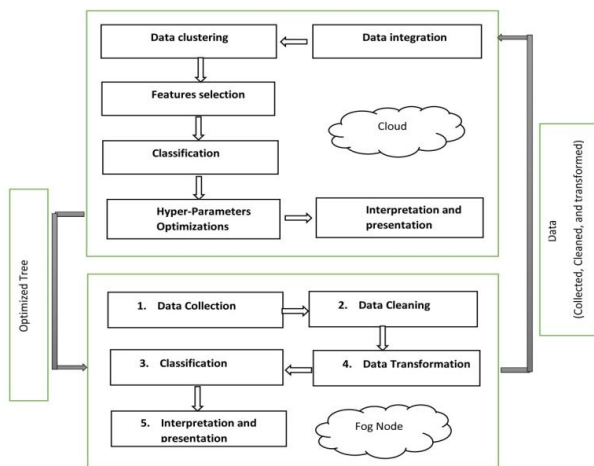 Data clustering
Data integration
Features selection
Cloud
Classification
Hyper-Parameters
Optimizations
Interpretation and
presentation
Optimized Tree
Data
(Collected, Cleaned, and transformed)
1. Data Collection
2. Data Cleaning
3. Classification
4. Data Transformation
5. Interpretation and
presentation
Fog Node